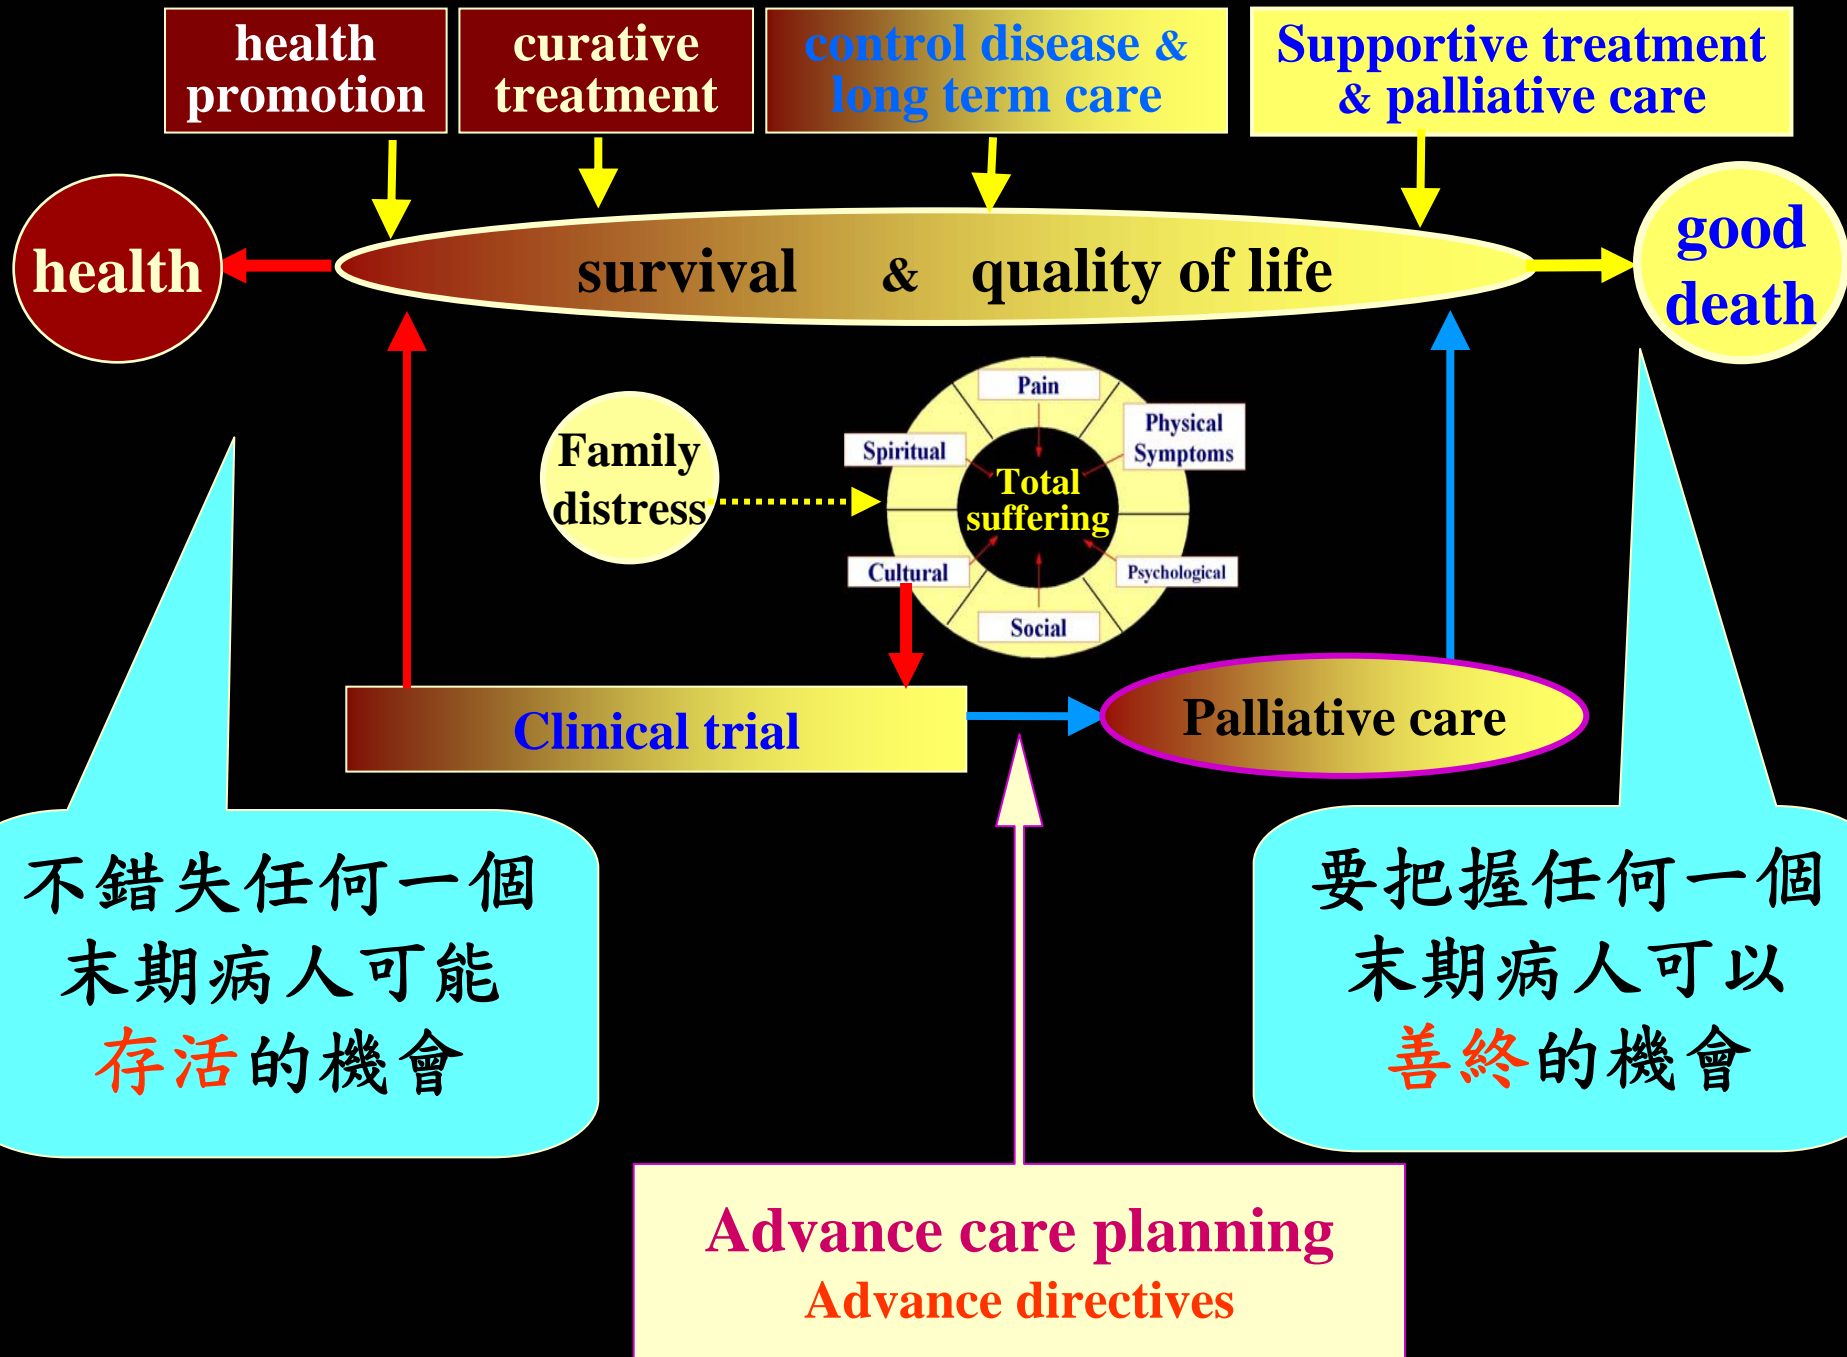 health
promotion
curative
treatment
control disease &
long term care
Supportive treatment
& palliative care
health
survival & quality of life
good
death
Family
distress
Pain
Physical
Symptoms
Spiritual
Total
suffering
Cultural
Psychological
Social
Clinical trial
Palliative care
不錯失任何一個
末期病人可能
存活的機會
要把握任何一個
末期病人可以
善終的機會
Advance care planning
Advance directives